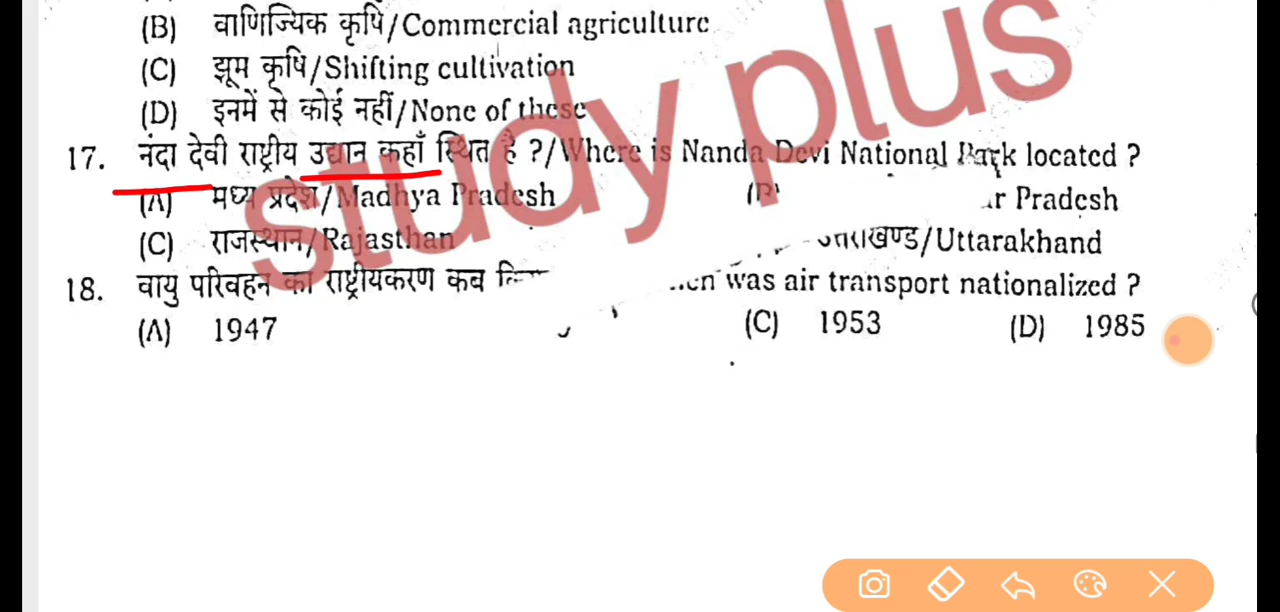 (B) वाणिज्यिक कृषि/Commercial agriculture
(C) झूम कृषि/Shifting cultivation
(D) इनमें से कोई नहीं/None of these
17. नंदा देवी राष्ट्रीय उद्यान कहाँ स्थित है ?/Where is Nanda Devi National Park located ?
(A) मध्य प्रदेश/Madhya Pradesh (B) Pradesh
(C) राजस्थान/Rajasthan उत्तराखण्ड/Uttarakhand
18. वायु परिवहन का राष्ट्रीयकरण कब was air transport nationalized ?
(A) 1947 (C) 1953 (D) 1985
study plus